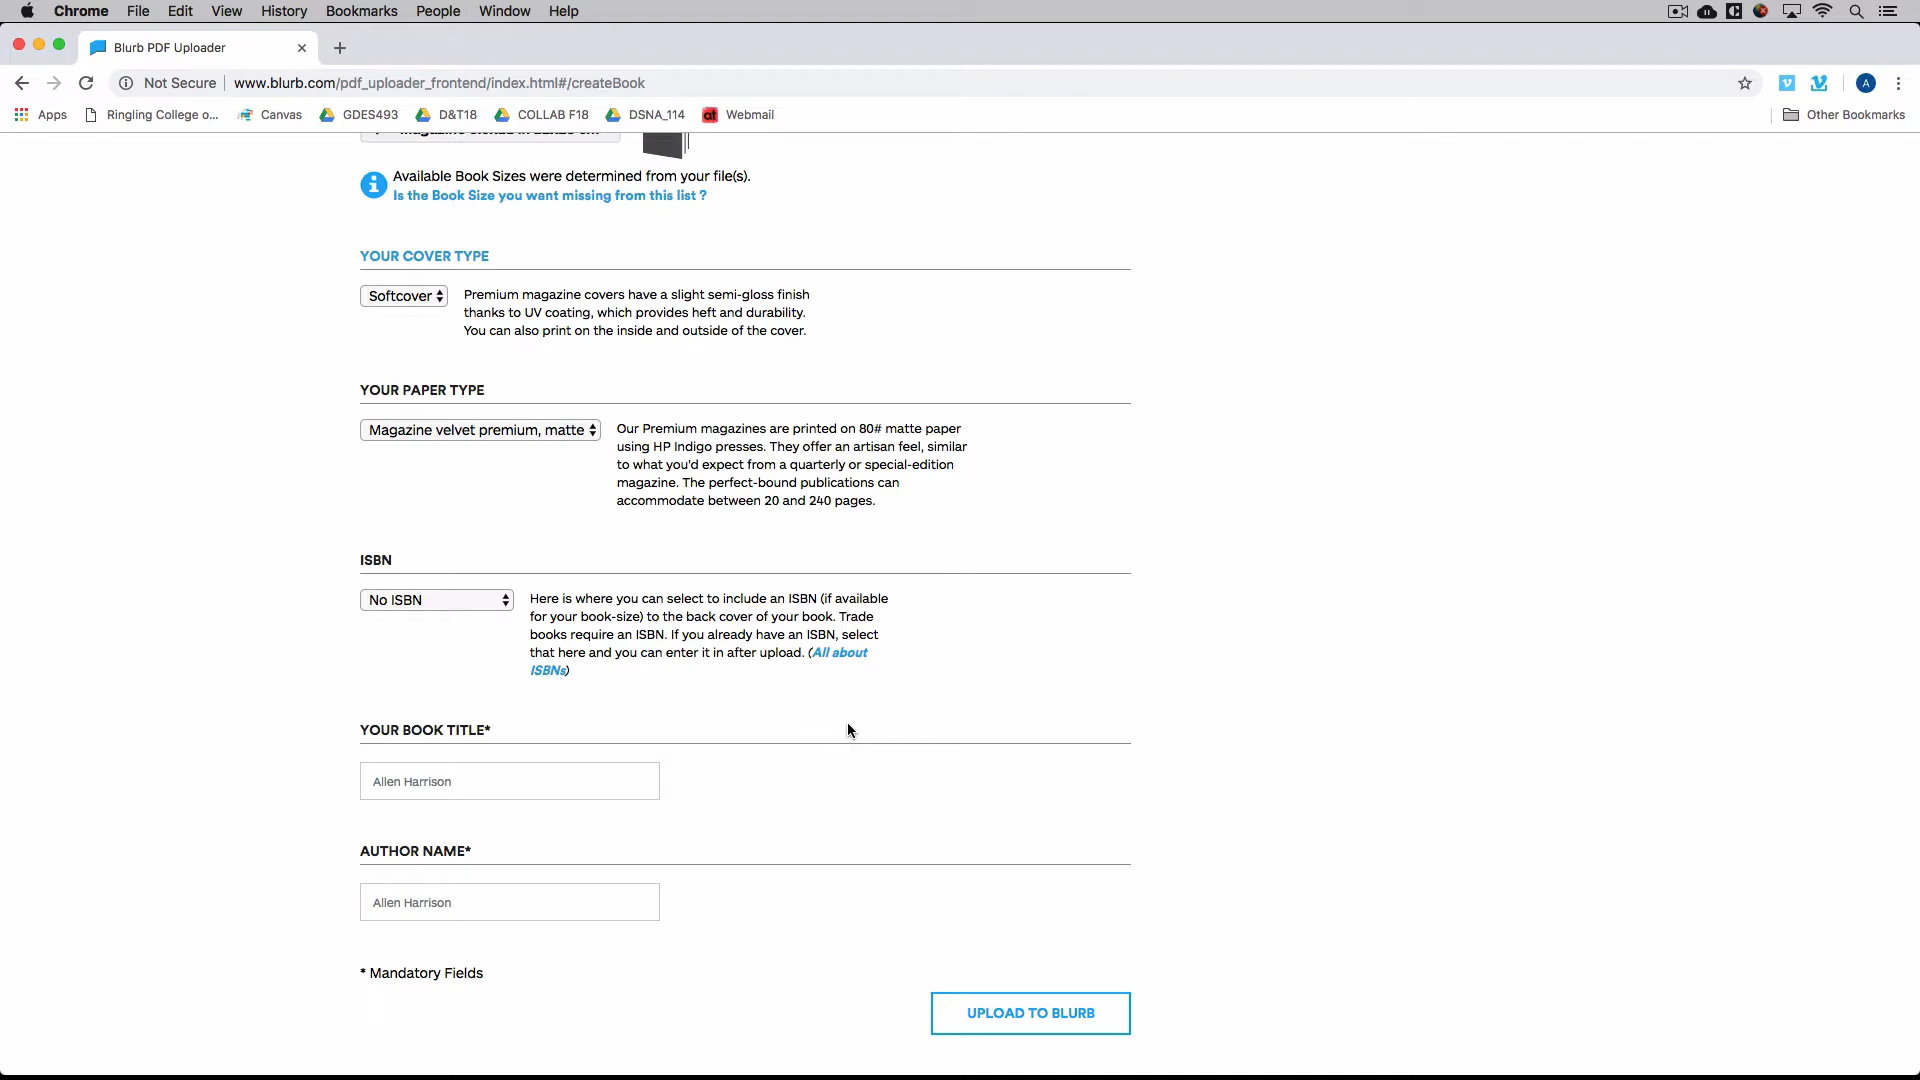 Chrome File Edit View History Bookmarks People Window Help
Blurb PDF Uploader
Not Secure www.blurb.com/pdf_uploader_frontend/index.html#/createBook
A
Apps Ringling College o... Canvas GDES493 D&T18 COLLAB F18 DSNA_114 at Webmail Other Bookmarks
Available Book Sizes were determined from your file(s).
Is the Book Size you want missing from this list ?
YOUR COVER TYPE
Softcover
Premium magazine covers have a slight semi-gloss finish
thanks to UV coating, which provides heft and durability.
You can also print on the inside and outside of the cover.
YOUR PAPER TYPE
Magazine velvet premium, matte
Our Premium magazines are printed on 80# matte paper
using HP Indigo presses. They offer an artisan feel, similar
to what you'd expect from a quarterly or special-edition
magazine. The perfect-bound publications can
accommodate between 20 and 240 pages.
ISBN
No ISBN
Here is where you can select to include an ISBN (if available
for your book-size) to the back cover of your book. Trade
books require an ISBN. If you already have an ISBN, select
that here and you can enter it in after upload. (All about
ISBNs)
YOUR BOOK TITLE*
Allen Harrison
AUTHOR NAME*
Allen Harrison
* Mandatory Fields
UPLOAD TO BLURB